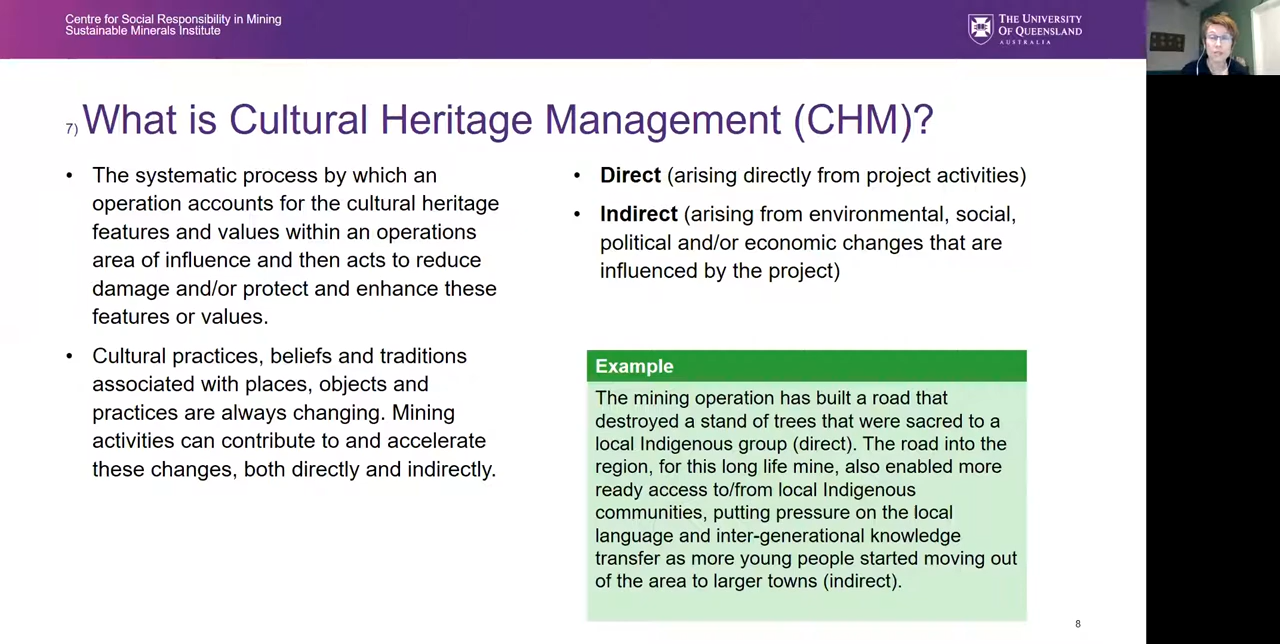 Centre for Social Responsibility in Mining
Sustainable Minerals Institute
THE UNIVERSITY
OF QUEENSLAND
AUSTRALIA
7) What is Cultural Heritage Management (CHM)?
• The systematic process by which an
operation accounts for the cultural heritage
features and values within an operations
area of influence and then acts to reduce
damage and/or protect and enhance these
features or values.
• Cultural practices, beliefs and traditions
associated with places, objects and
practices are always changing. Mining
activities can contribute to and accelerate
these changes, both directly and indirectly.
• Direct (arising directly from project activities)
• Indirect (arising from environmental, social,
political and/or economic changes that are
influenced by the project)
Example
The mining operation has built a road that
destroyed a stand of trees that were sacred to a
local Indigenous group (direct). The road into the
region, for this long life mine, also enabled more
ready access to/from local Indigenous
communities, putting pressure on the local
language and inter-generational knowledge
transfer as more young people started moving out
of the area to larger towns (indirect).
8